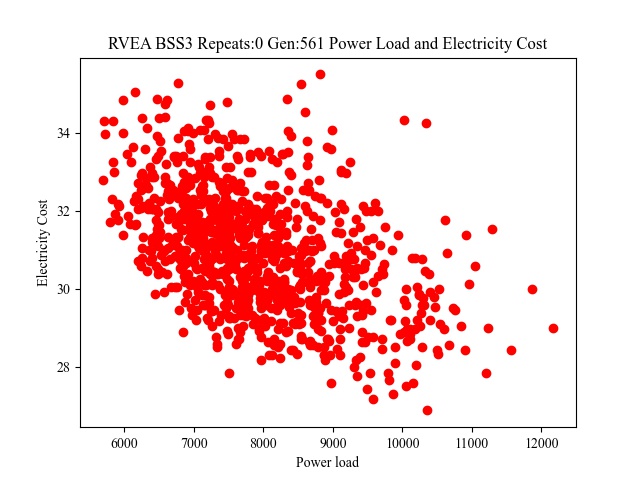 RVEA BSS3 Repeats:0 Gen:561 Power Load and Electricity Cost
Electricity Cost
34
32
30
28
6000 7000 8000 9000 10000 11000 12000
Power load